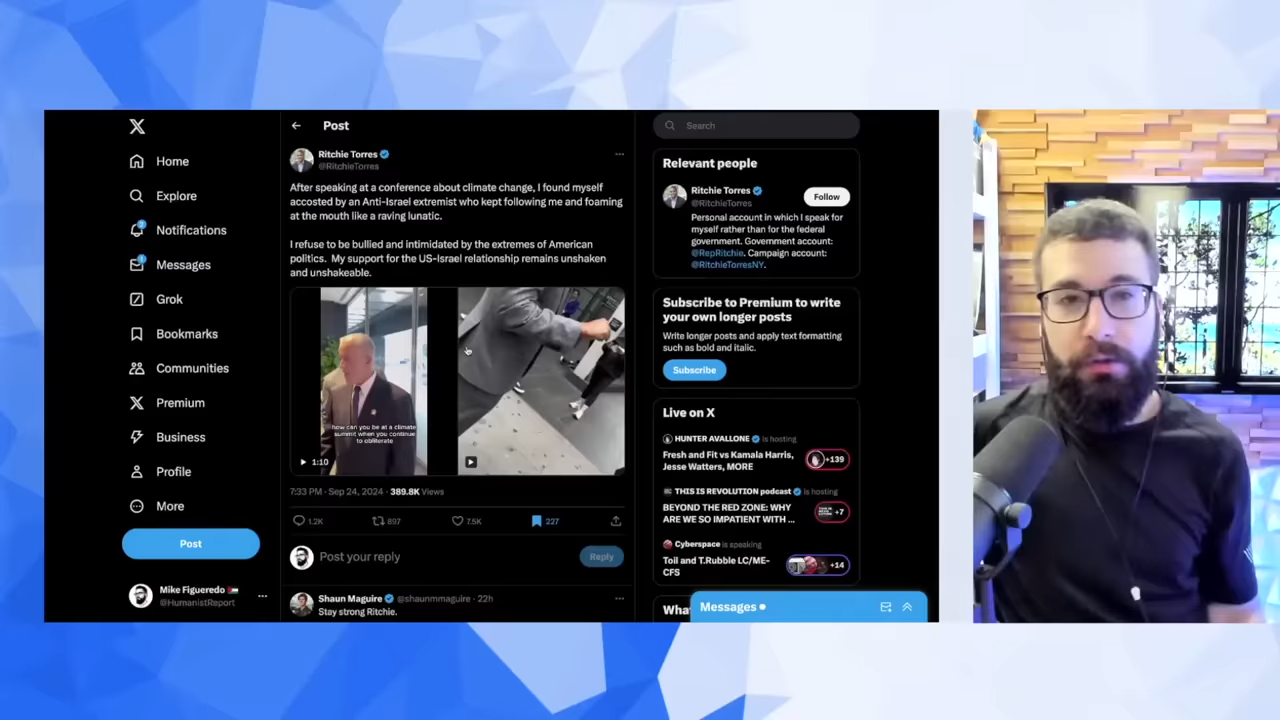 Home
Explore
2
Notifications
1
Messages
Grok
Bookmarks
Communities
Premium
Business
Profile
More
Post
Mike Figueredo
@HumanistReport
Post
Ritchie Torres
@RitchieTorres
After speaking at a conference about climate change, I found myself
accosted by an Anti-Israel extremist who kept following me and foaming
at the mouth like a raving lunatic.
I refuse to be bullied and intimidated by the extremes of American
politics. My support for the US-Israel relationship remains unshaken
and unshakeable.
how can you be at a climate
summit when you continue
to obliterate
1:10
7:33 PM · Sep 24, 2024 · 389.8K Views
1.2K 897 7.5K 227
Post your reply
Reply
Shaun Maguire @shaunmmaguire · 22h
Stay strong Ritchie.
Search
Relevant people
Ritchie Torres
@RitchieTorres
Follow
Personal account in which I speak for
myself rather than for the federal
government. Government account:
@RepRitchie. Campaign account:
@RitchieTorresNY.
Subscribe to Premium to write
your own longer posts
Write longer posts and apply text formatting
such as bold and italic.
Subscribe
Live on X
HUNTER AVALLONE is hosting
Fresh and Fit vs Kamala Harris,
Jesse Watters, MORE
+139
THIS IS REVOLUTION podcast is hosting
BEYOND THE RED ZONE: WHY
ARE WE SO IMPATIENT WITH ...
+7
Cyberspace is speaking
Toil and T.Rubble LC/ME-
CFS
+14
What
Messages